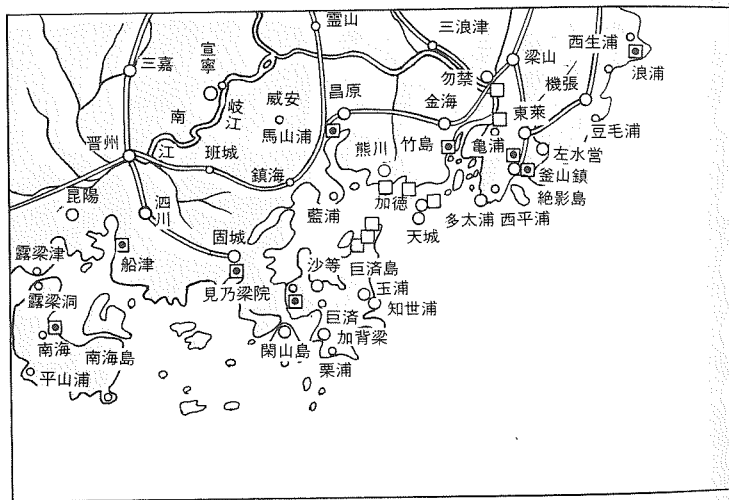 霊山
三浪津
西生浦
梁山
宣寧
三嘉
機張
浪浦
勿禁
岐江
威安
昌原
金海
東萊
南江
馬山浦
豆毛浦
晋州
熊川
竹島
亀浦
左水営
班城
鎮海
釜山鎮
加徳
絶影島
昆陽
泗川
藍浦
多太浦
西平浦
天城
固城
露梁津
船津
沙等
巨済島
玉浦
見乃梁院
知世浦
露梁洞
巨済
南海
南海島
閑山島
加背梁
平山浦
栗浦